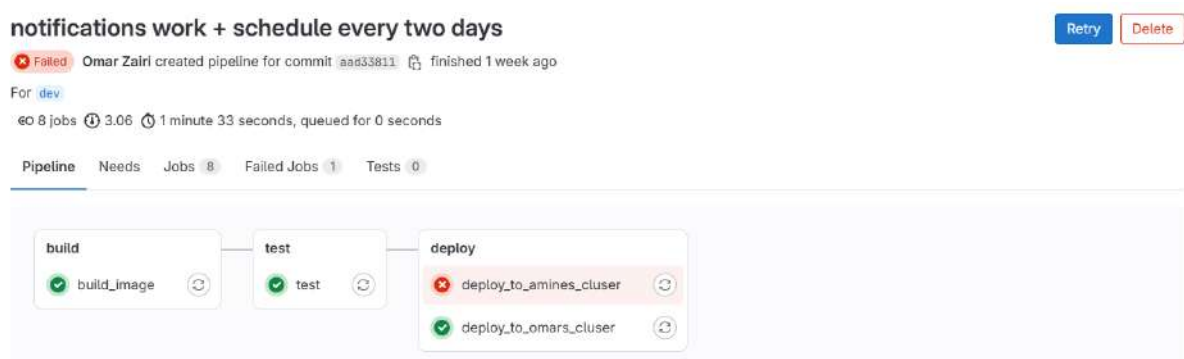 notifications work + schedule every two days
Retry
Delete
Failed Omar Zairi created pipeline for commit aad33811 finished 1 week ago
For dev
8 jobs 3.06 1 minute 33 seconds, queued for 0 seconds
Pipeline Needs Jobs 8 Failed Jobs 1 Tests 0
build
build_image
test
test
deploy
deploy_to_amines_cluser
deploy_to_omars_cluser